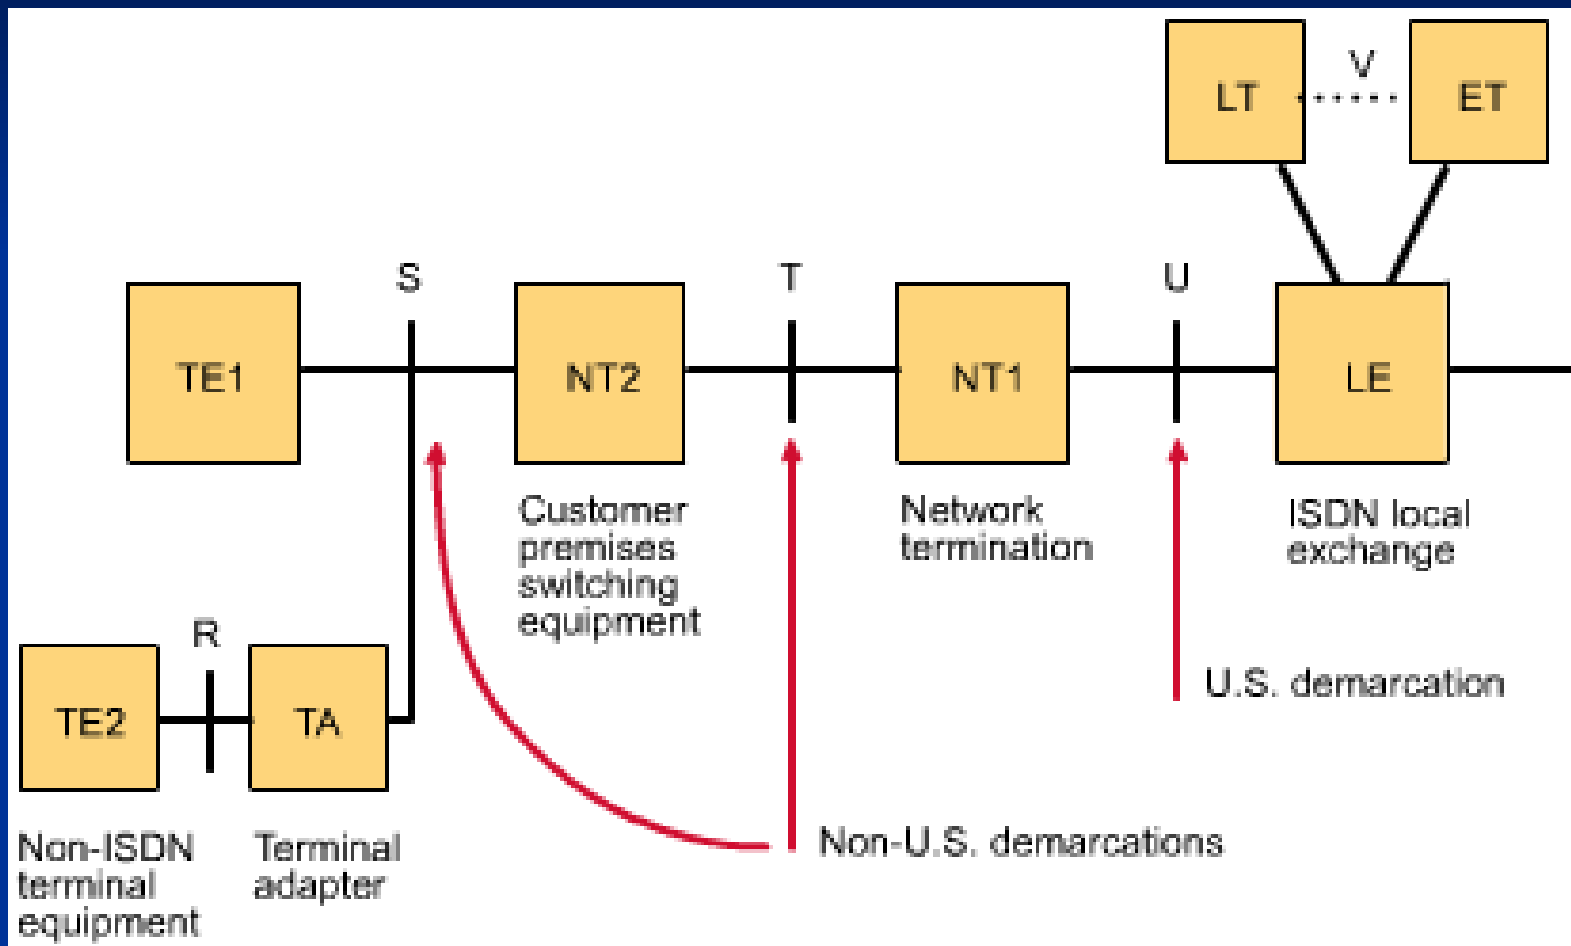 LT
V
ET
S
T
U
TE1
NT2
NT1
LE
Customer
premises
switching
equipment
Network
termination
ISDN local
exchange
R
TE2
TA
U.S. demarcation
Non-ISDN
terminal
equipment
Terminal
adapter
Non-U.S. demarcations